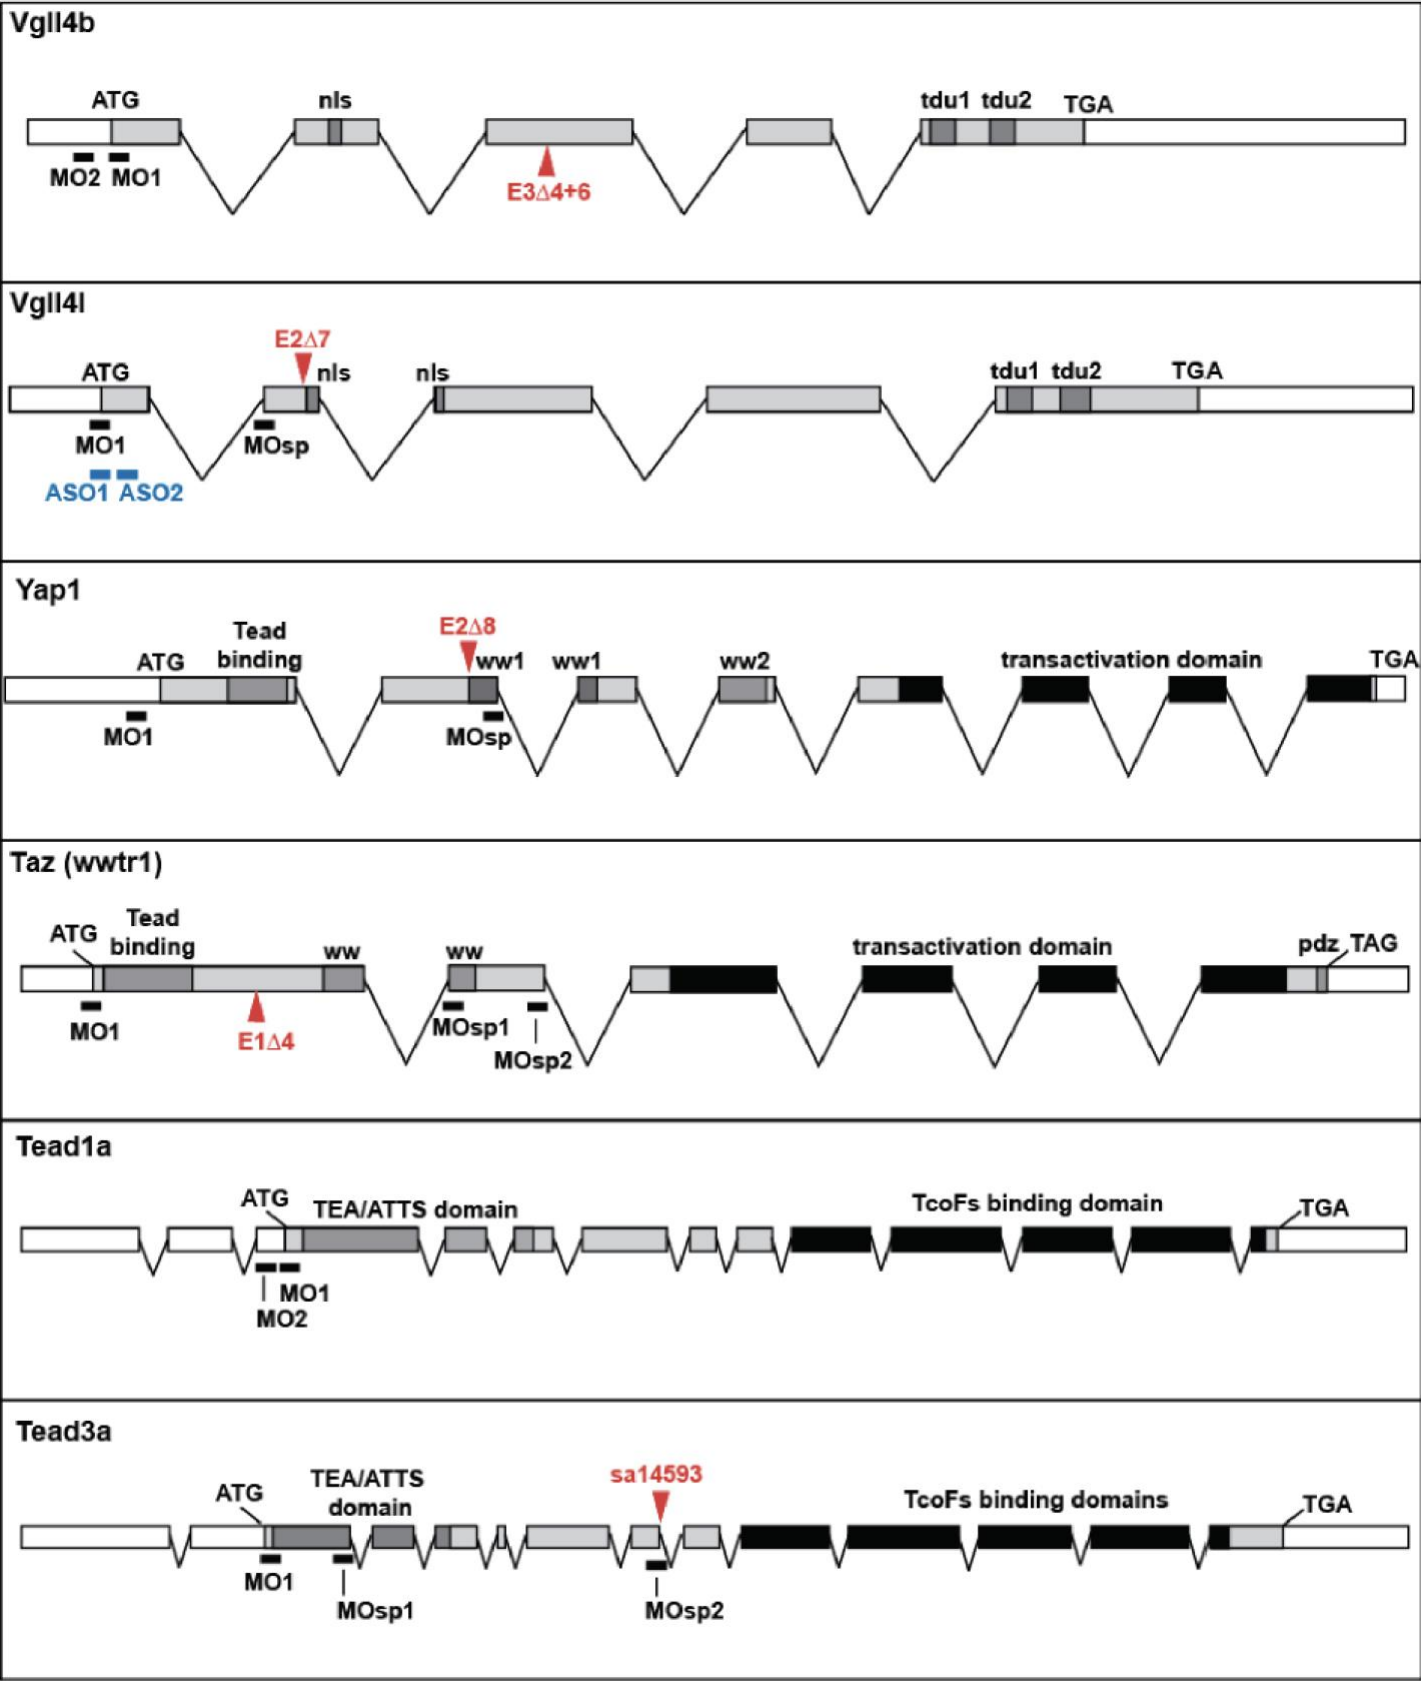 Vgll4b
ATG nls tdu1 tdu2 TGA
MO2 MO1
E3Δ4+6
Vgll4l
E2Δ7
ATG nls nls tdu1 tdu2 TGA
MO1 MOsp
ASO1 ASO2
Yap1
E2Δ8
Tead
binding
ATG ww1 ww1 ww2 transactivation domain TGA
MO1 MOsp
Taz (wwtr1)
Tead
binding
ATG ww ww transactivation domain pdz TAG
MO1 MOsp1
E1Δ4
MOsp2
Tead1a
ATG TEA/ATTS domain TcoFs binding domain TGA
MO1
MO2
Tead3a
sa14593
TEA/ATTS
domain
ATG TcoFs binding domains TGA
MO1
MOsp1 MOsp2